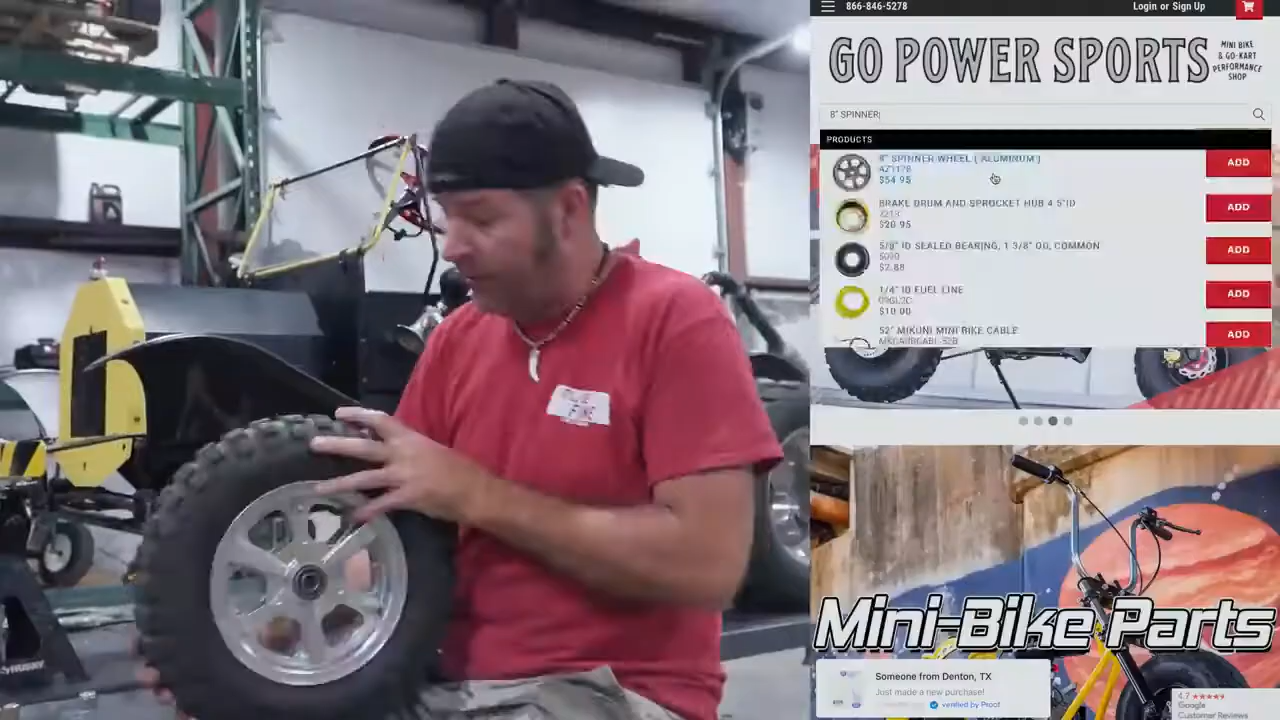 866-846-5278
Login or Sign Up
GO POWER SPORTS
MINI BIKE
& GO-KART
PERFORMANCE
SHOP
8" SPINNER
PRODUCTS
8" SPINNER WHEEL ( ALUMINUM )
AZ1178
$54.95
ADD
BRAKE DRUM AND SPROCKET HUB 4.5"ID
$20.95
ADD
5/8" ID SEALED BEARING, 1 3/8" OD, COMMON
$2.88
ADD
1/4" ID FUEL LINE
$10.00
ADD
52" MIKUNI MINI BIKE CABLE
ADD
HUSKY
Mini-Bike Parts
Someone from Denton, TX
Just made a new purchase!
verified by Proof
4.7
Google
Customer Reviews